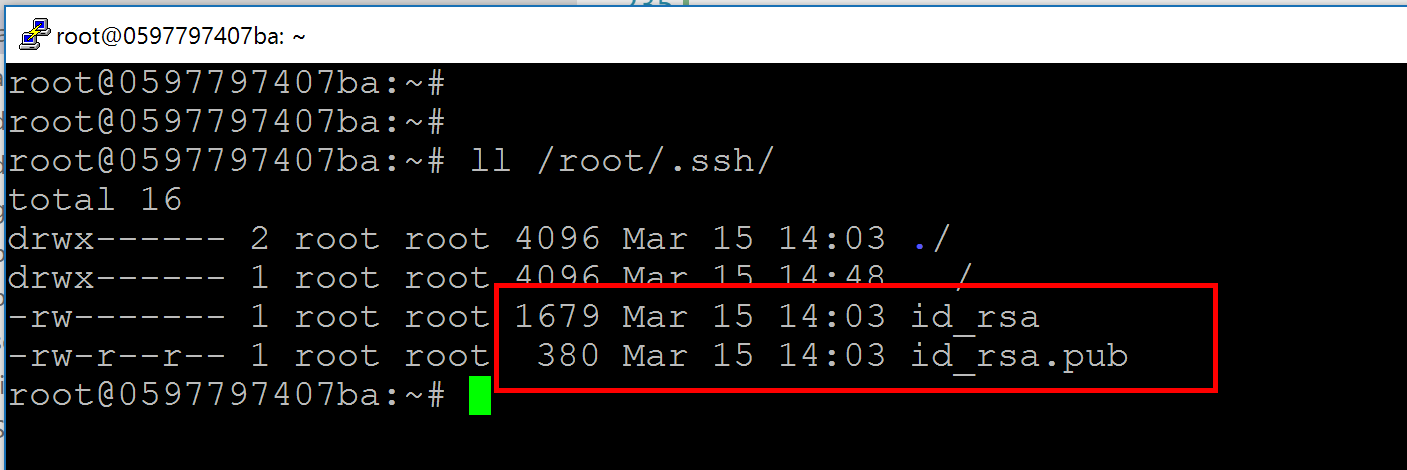 235
root@0597797407ba: ~
root@0597797407ba:~#
root@0597797407ba:~#
root@0597797407ba:~# ll /root/.ssh/
total 16
drwx------ 2 root root 4096 Mar 15 14:03 ./
drwx------ 1 root root 4096 Mar 15 14:48 /
-rw------- 1 root root 1679 Mar 15 14:03 id_rsa
-rw-r--r-- 1 root root 380 Mar 15 14:03 id_rsa.pub
root@0597797407ba:~#